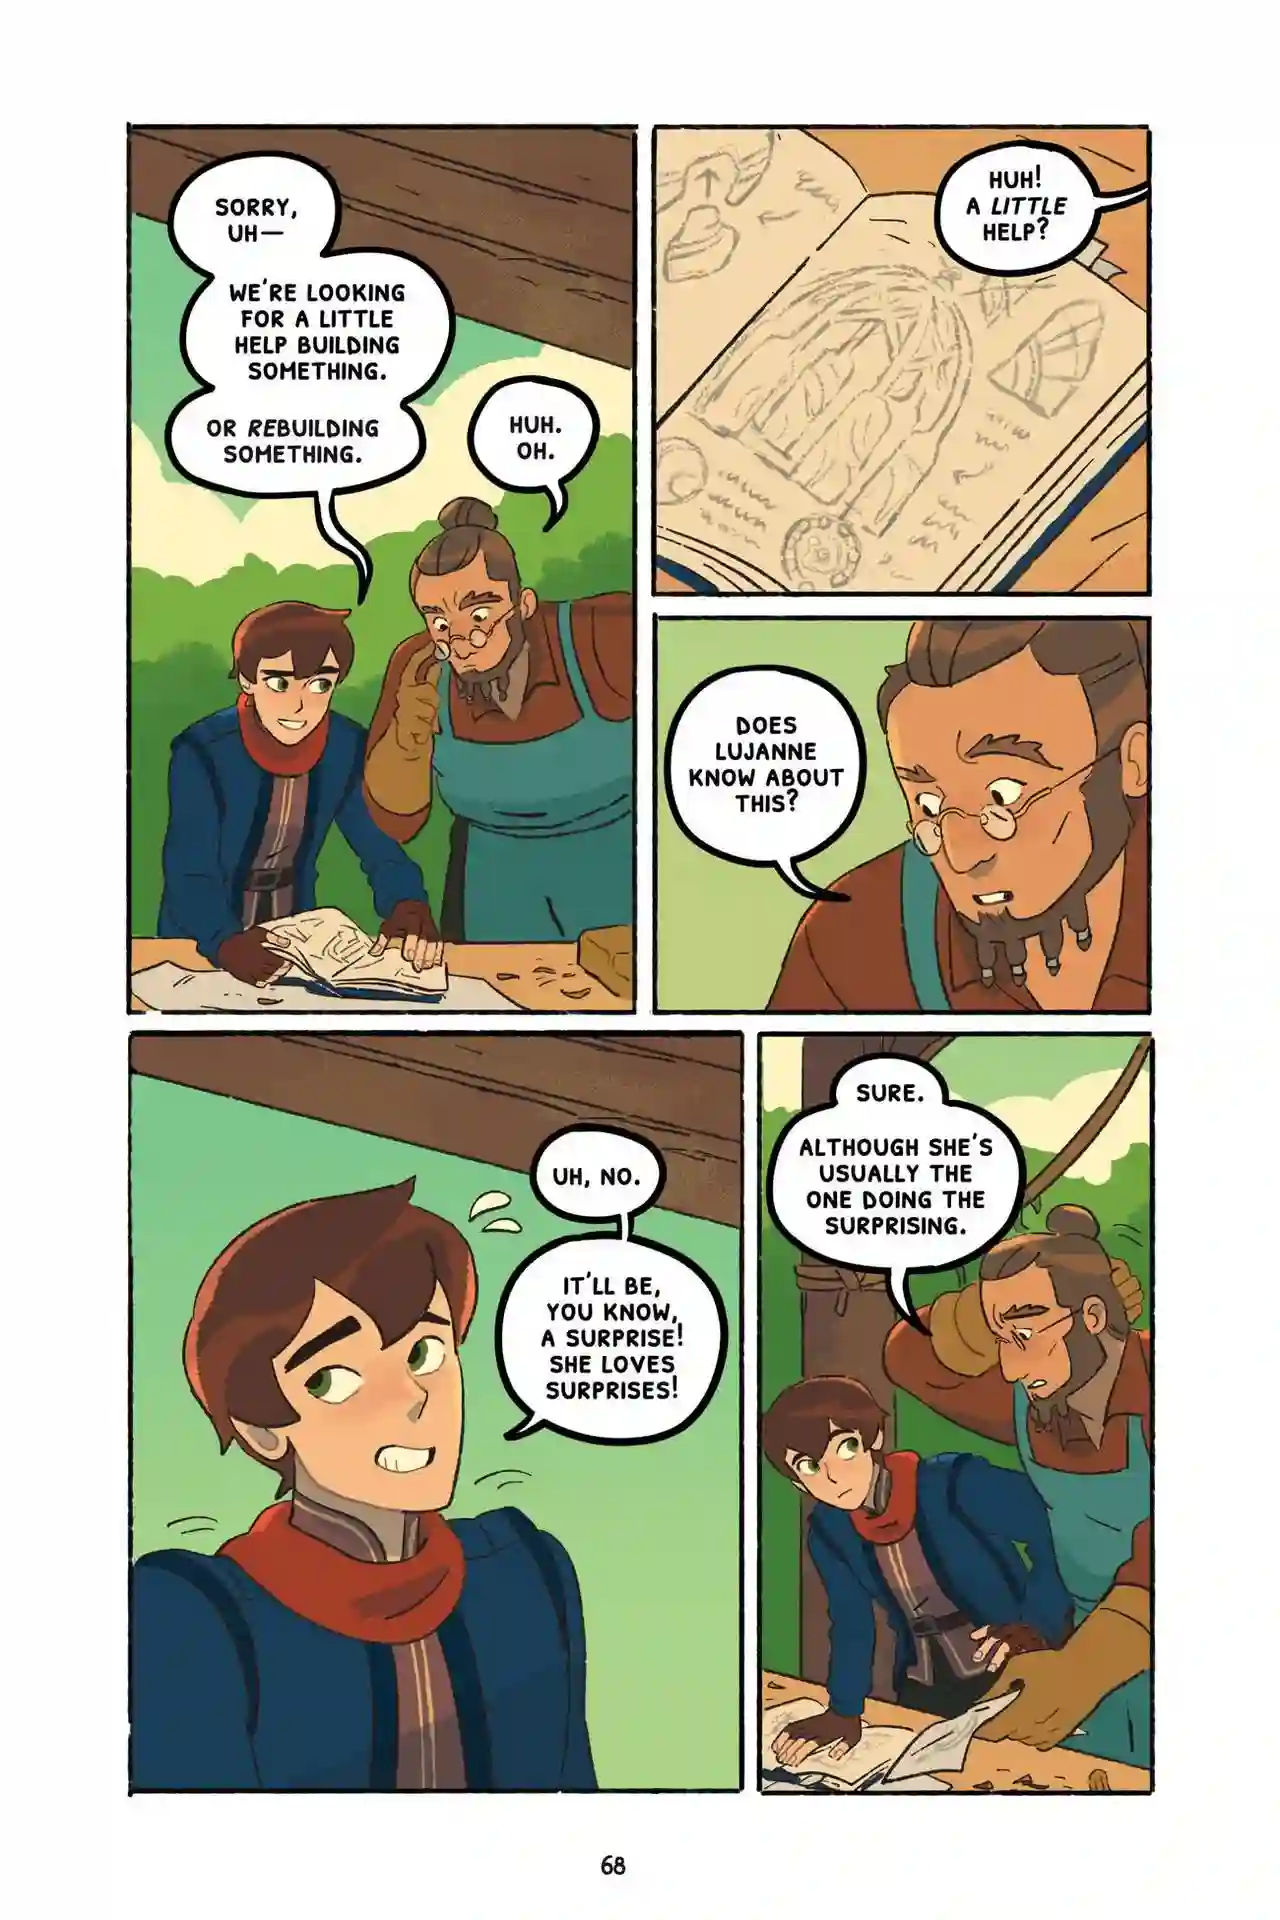 SORRY,
UH—
WE'RE LOOKING
FOR A LITTLE
HELP BUILDING
SOMETHING.
OR REBUILDING
SOMETHING.
HUH.
OH.
HUH!
A LITTLE
HELP?
DOES
LUJANNE
KNOW ABOUT
THIS?
UH, NO.
IT'LL BE,
YOU KNOW,
A SURPRISE!
SHE LOVES
SURPRISES!
SURE.
ALTHOUGH SHE'S
USUALLY THE
ONE DOING THE
SURPRISING.
68